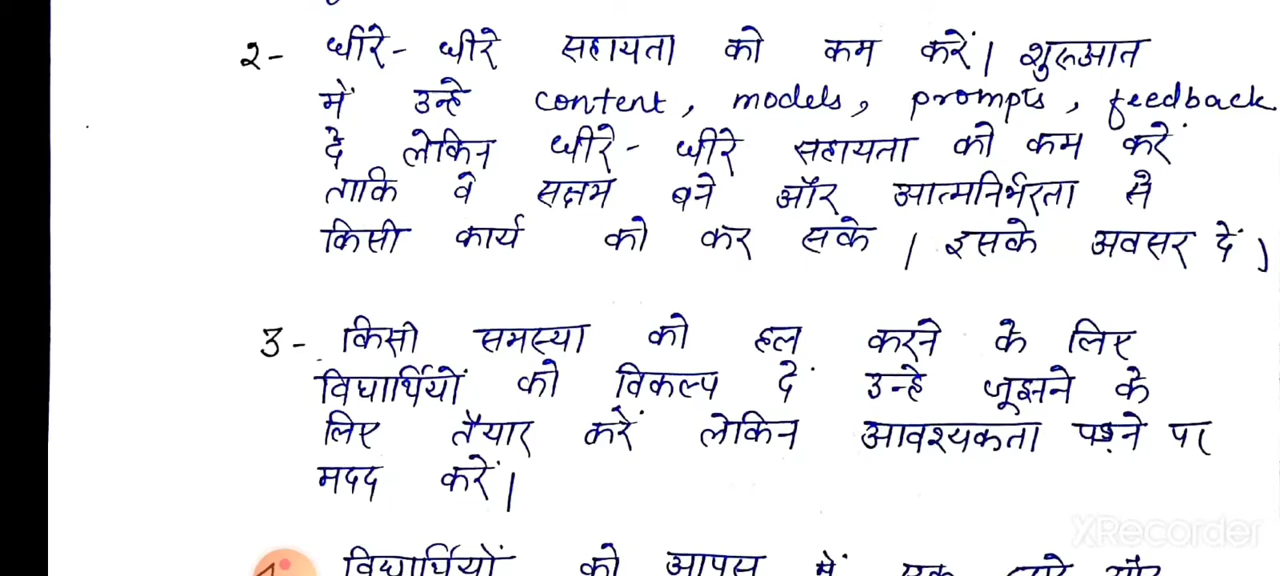 2- धीरे- धीरे सहायता को कम करें| शुरुआत
में उन्हे content, models, prompts, feedback
दे लेकिन धीरे- धीरे सहायता को कम करें
ताकि वे सक्षम बने और आत्मनिर्भरता से
किसी कार्य को कर सके | इसके अवसर दें |
3- किसी समस्या को हल करने के लिए
विद्यार्थियों को विकल्प दें उन्हे जूझने के
लिए तैयार करें लेकिन आवश्यकता पड़ने पर
मदद करें|
विद्यार्थियों को आपस में
XRecorder